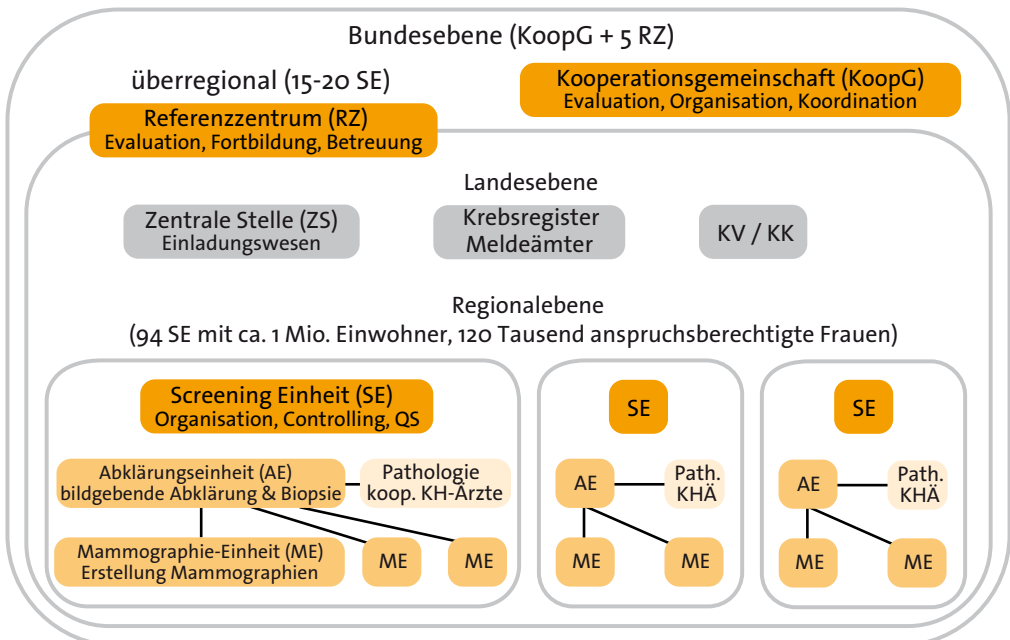 Bundesebene (KoopG + 5 RZ)
überregional (15-20 SE)
Kooperationsgemeinschaft (KoopG)
Evaluation, Organisation, Koordination
Referenzzentrum (RZ)
Evaluation, Fortbildung, Betreuung
Landesebene
Zentrale Stelle (ZS)
Einladungswesen
Krebsregister
Meldeämter
KV / KK
Regionalebene
(94 SE mit ca. 1 Mio. Einwohner, 120 Tausend anspruchsberechtigte Frauen)
Screening Einheit (SE)
Organisation, Controlling, QS
Abklärungseinheit (AE)
bildgebende Abklärung & Biopsie
Pathologie
koop. KH-Ärzte
Mammographie-Einheit (ME)
Erstellung Mammographien
ME
ME
SE
AE
Path.
KHÄ
ME
ME
SE
AE
Path.
KHÄ
ME
ME